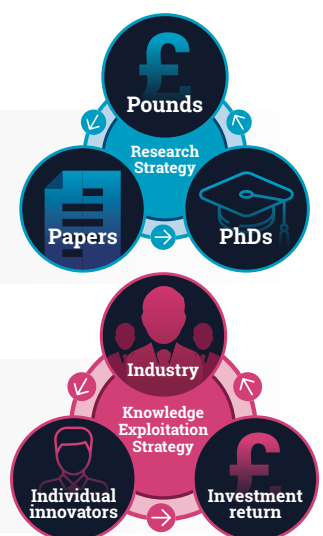 £
Pounds
Research
Strategy
Papers
PhDs
Industry
Knowledge
Exploitation
Strategy
Individual
innovators
£
Investment
return